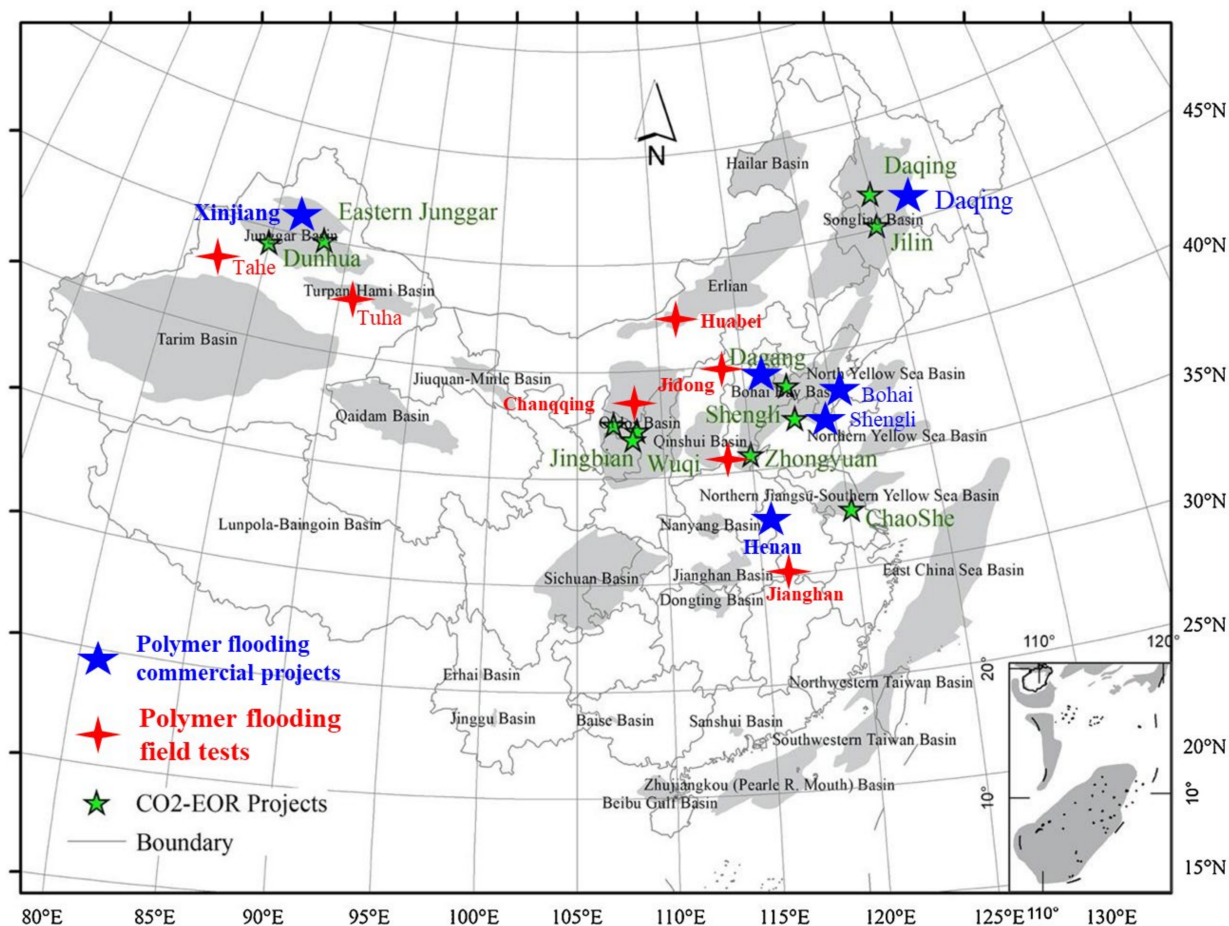 45°N
Hailar Basin
Daqing
Daqing
Songliao Basin
Jilin
40°N
N
Xinjiang
Eastern Junggar
Junggar Basin
Dunhua
Tahe
Turpan-Hami Basin
Tuha
Erlian
Huabei
Tarim Basin
Dagang
Jidong
North Yellow Sea Basin
35°N
Jiuquan-Minle Basin
Bohai Bay Bas
Bohai
Changqing
Shengli
Shengli
Qaidam Basin
Basin
Qinshui Basin
Northern Yellow Sea Basin
Jingbian
Wuqi
Zhongyuan
30°N
Northern Jiangsu-Southern Yellow Sea Basin
ChaoShe
Lunpola-Baingoin Basin
Nanyang Basin
Henan
Sichuan Basin
Jianghan Basin
East China Sea Basin
Jianghan
Dongting Basin
25°N
Polymer flooding
commercial projects
110°
120°
20°
Erhai Basin
Northwestern Taiwan Basin
Polymer flooding
field tests
Jinggu Basin
Baise Basin
Sanshui Basin
Southwestern Taiwan Basin
20°N
Zhujiangkou (Pearle R. Mouth) Basin
Beibu Gulf Basin
10°
10°
CO2-EOR Projects
Boundary
15°N
80°E
90°E
95°E
100°E
105°E
110°E
115°E
120°E
125°E
110°
130°E